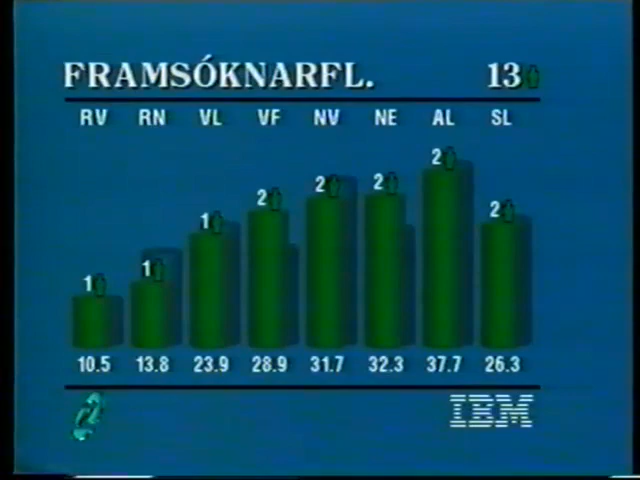 FRAMSÓKNARFL. 13
RV RN VL VF NV NE AL SL
1 1 1 2 2 2 2 2
10.5 13.8 23.9 28.9 31.7 32.3 37.7 26.3
IBM